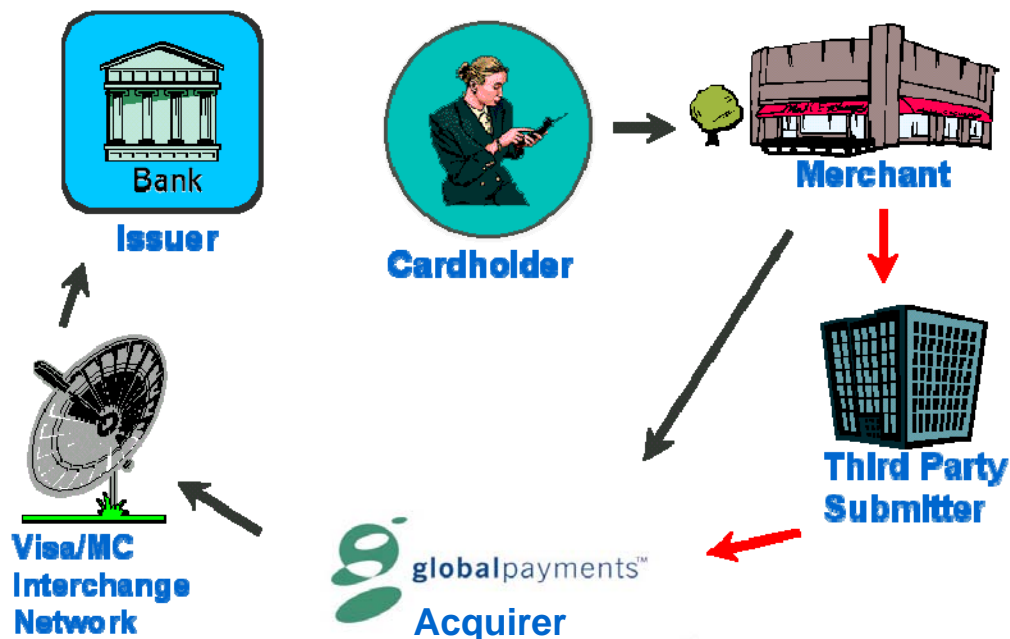 Bank
Issuer
Cardholder
Merchant
Third Party
Submitter
Visa/MC
Interchange
Network
globalpayments™
Acquirer